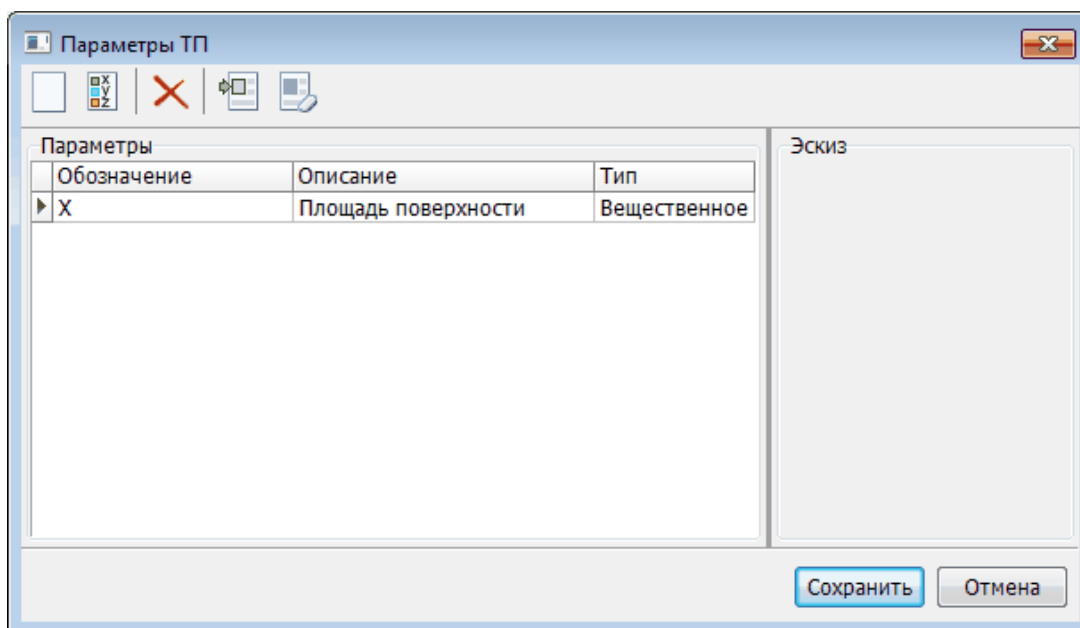 Параметры ТП
Параметры
Эскиз
Обозначение Описание Тип
X Площадь поверхности Вещественное
Сохранить Отмена